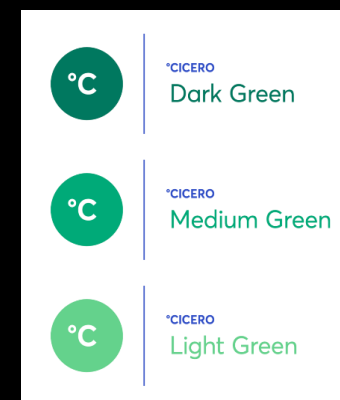 °C
°CICERO
Dark Green
°C
°CICERO
Medium Green
°C
°CICERO
Light Green